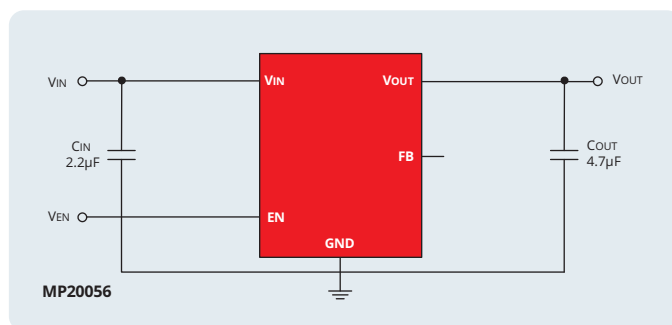 VIN
VIN
VOUT
VOUT
CIN
2.2µF
FB
COUT
4.7µF
VEN
EN
GND
MP20056